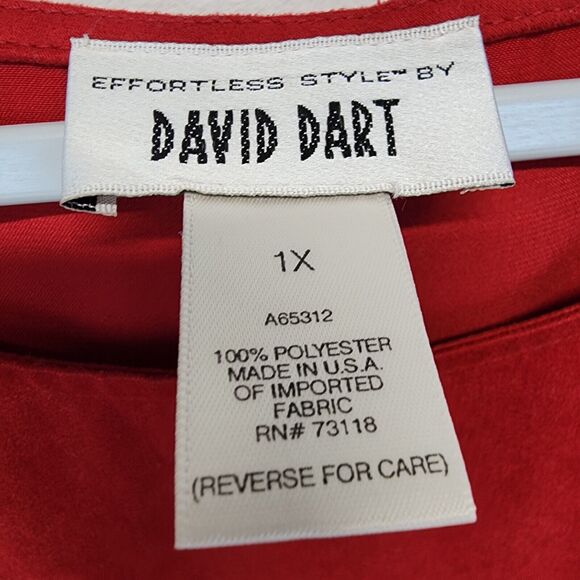 EFFORTLESS STYLE™ BY
DAVID DART
1X
A65312
100% POLYESTER
MADE IN U.S.A.
OF IMPORTED
FABRIC
RN# 73118
(REVERSE FOR CARE)